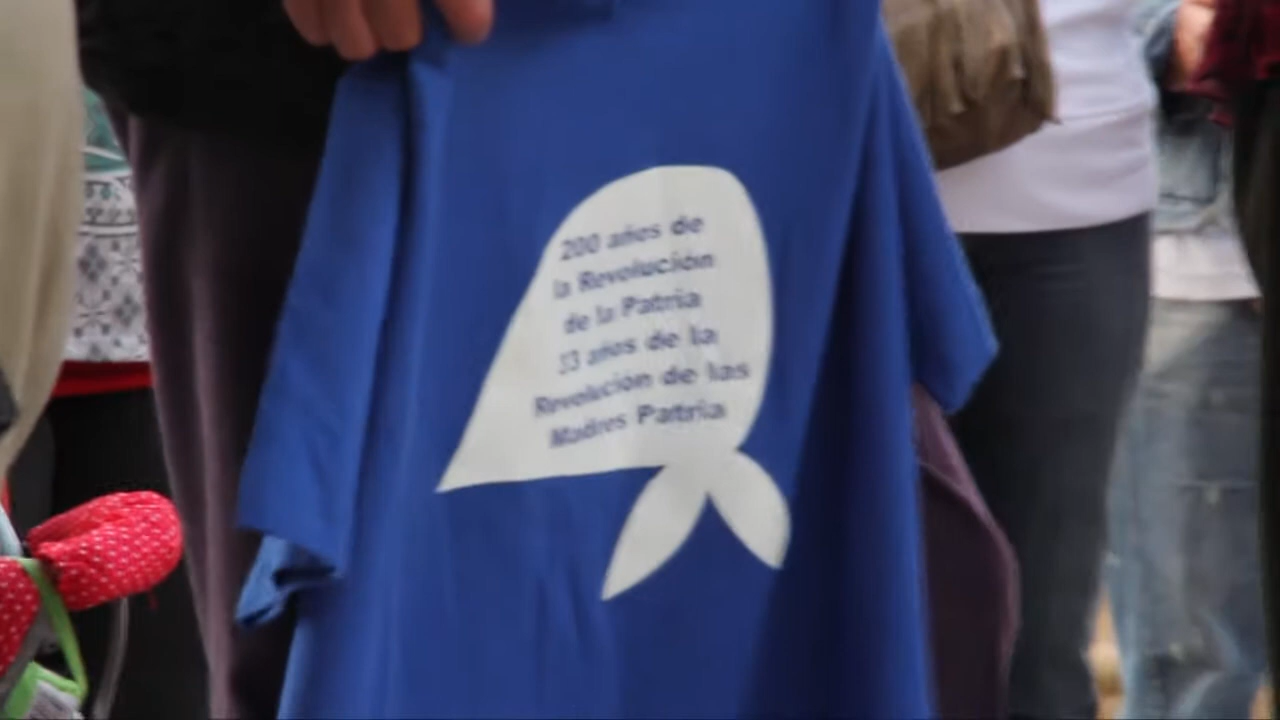 200 años de
la Revolución
de la Patria
33 años de la
Revolución de las
Madres Patria